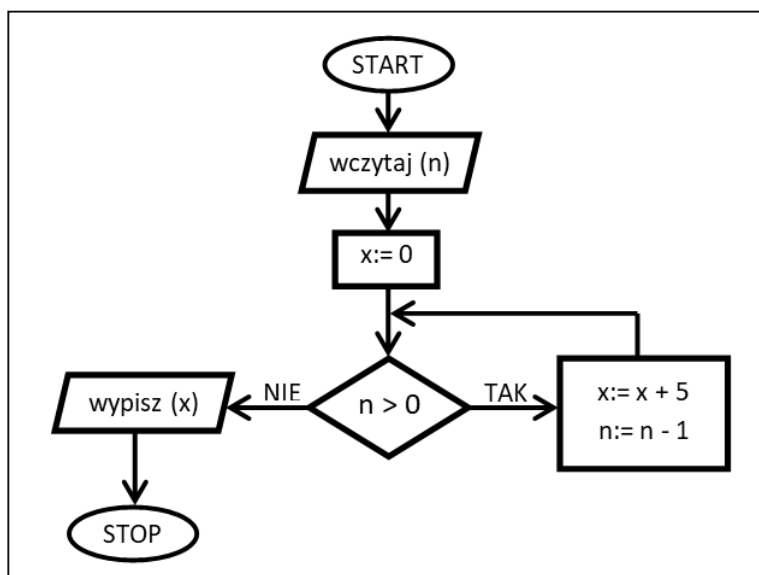 START
wczytaj (n)
x:= 0
n > 0
TAK
x:= x + 5
n:= n - 1
NIE
wypisz (x)
STOP